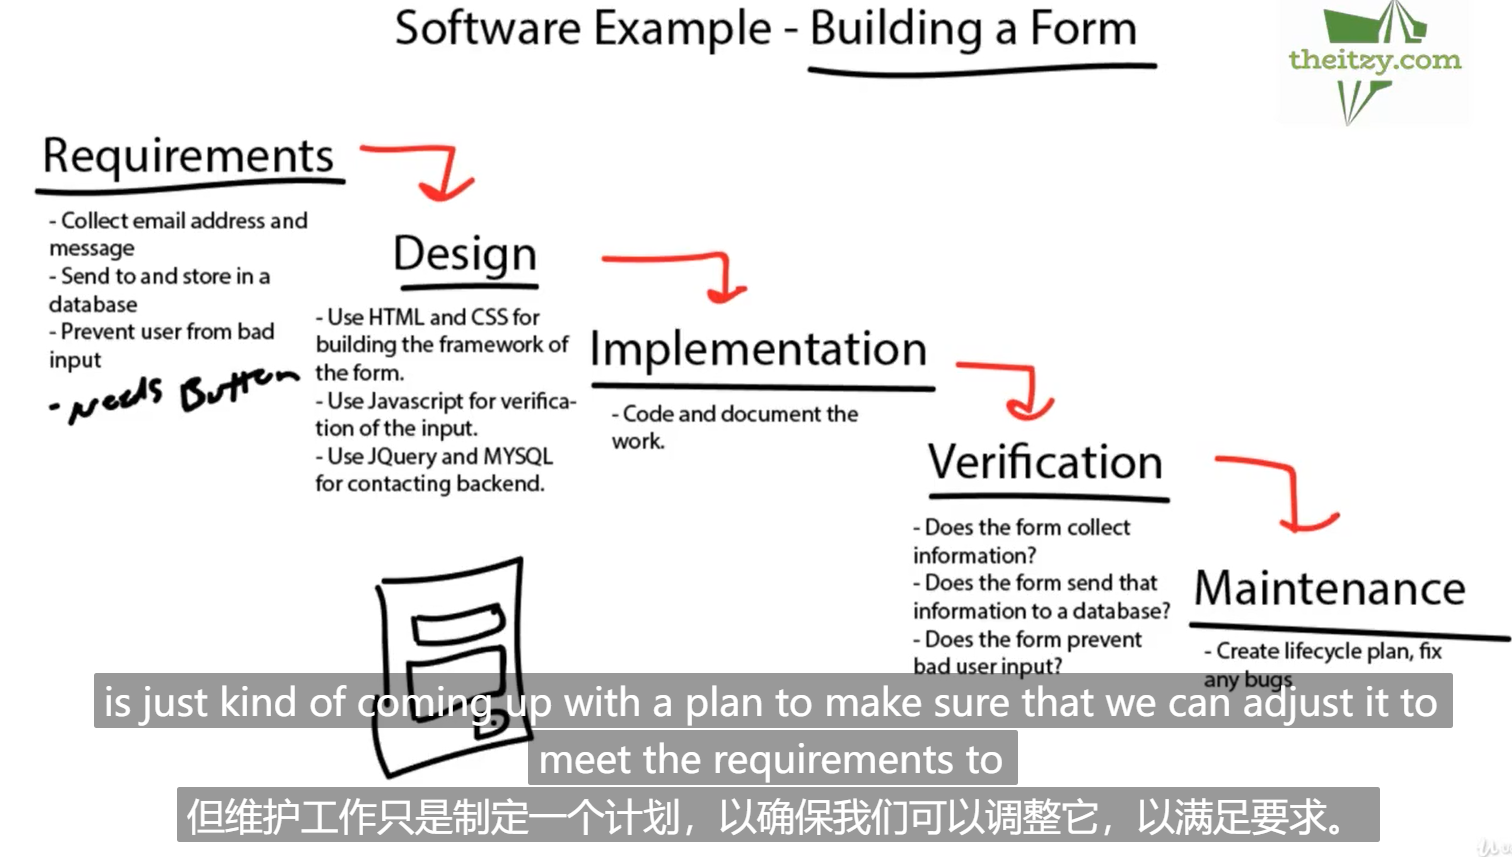 Software Example - Building a Form
theitzy.com
Requirements
- Collect email address and
message
- Send to and store in a
database
- Prevent user from bad
input
- Needs Button
Design
- Use HTML and CSS for
building the framework of
the form.
- Use Javascript for verifica-
tion of the input.
- Use JQuery and MYSQL
for contacting backend.
Implementation
- Code and document the
work.
Verification
- Does the form collect
information?
- Does the form send that
information to a database?
- Does the form prevent
bad user input?
Maintenance
- Create lifecycle plan, fix
any bugs
is just kind of coming up with a plan to make sure that we can adjust it to
meet the requirements to
但维护工作只是制定一个计划，以确保我们可以调整它，以满足要求。